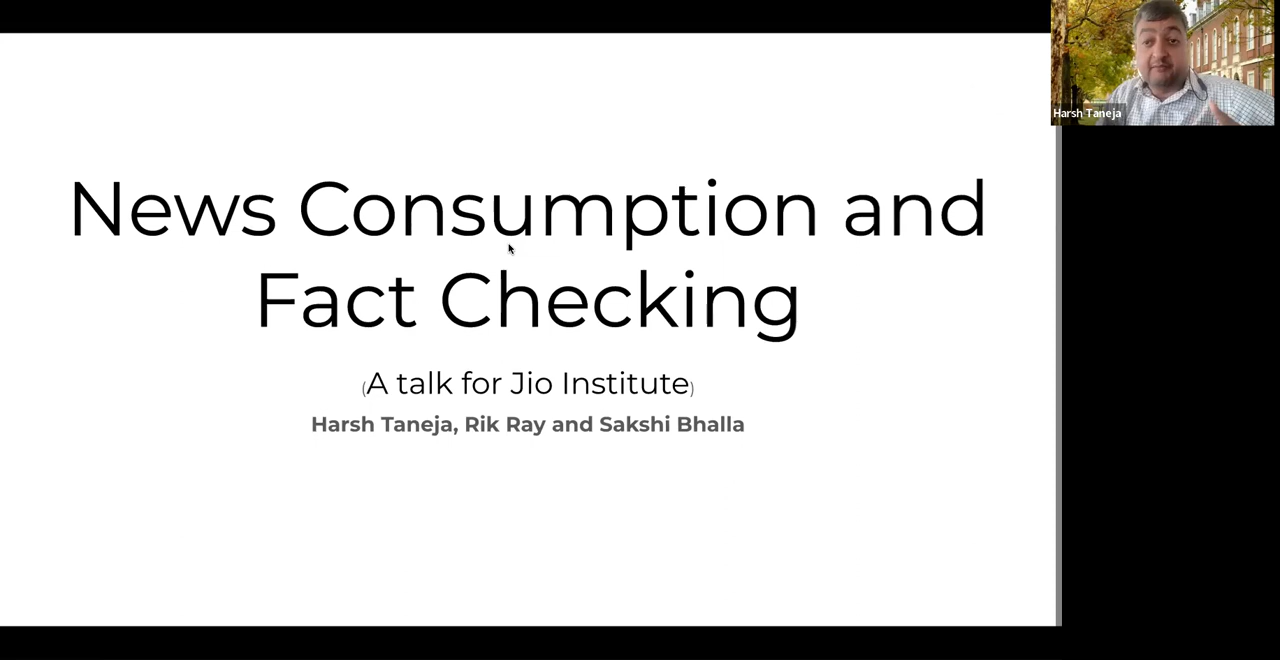 News Consumption and
Fact Checking
(A talk for Jio Institute)
Harsh Taneja, Rik Ray and Sakshi Bhalla
Harsh Taneja